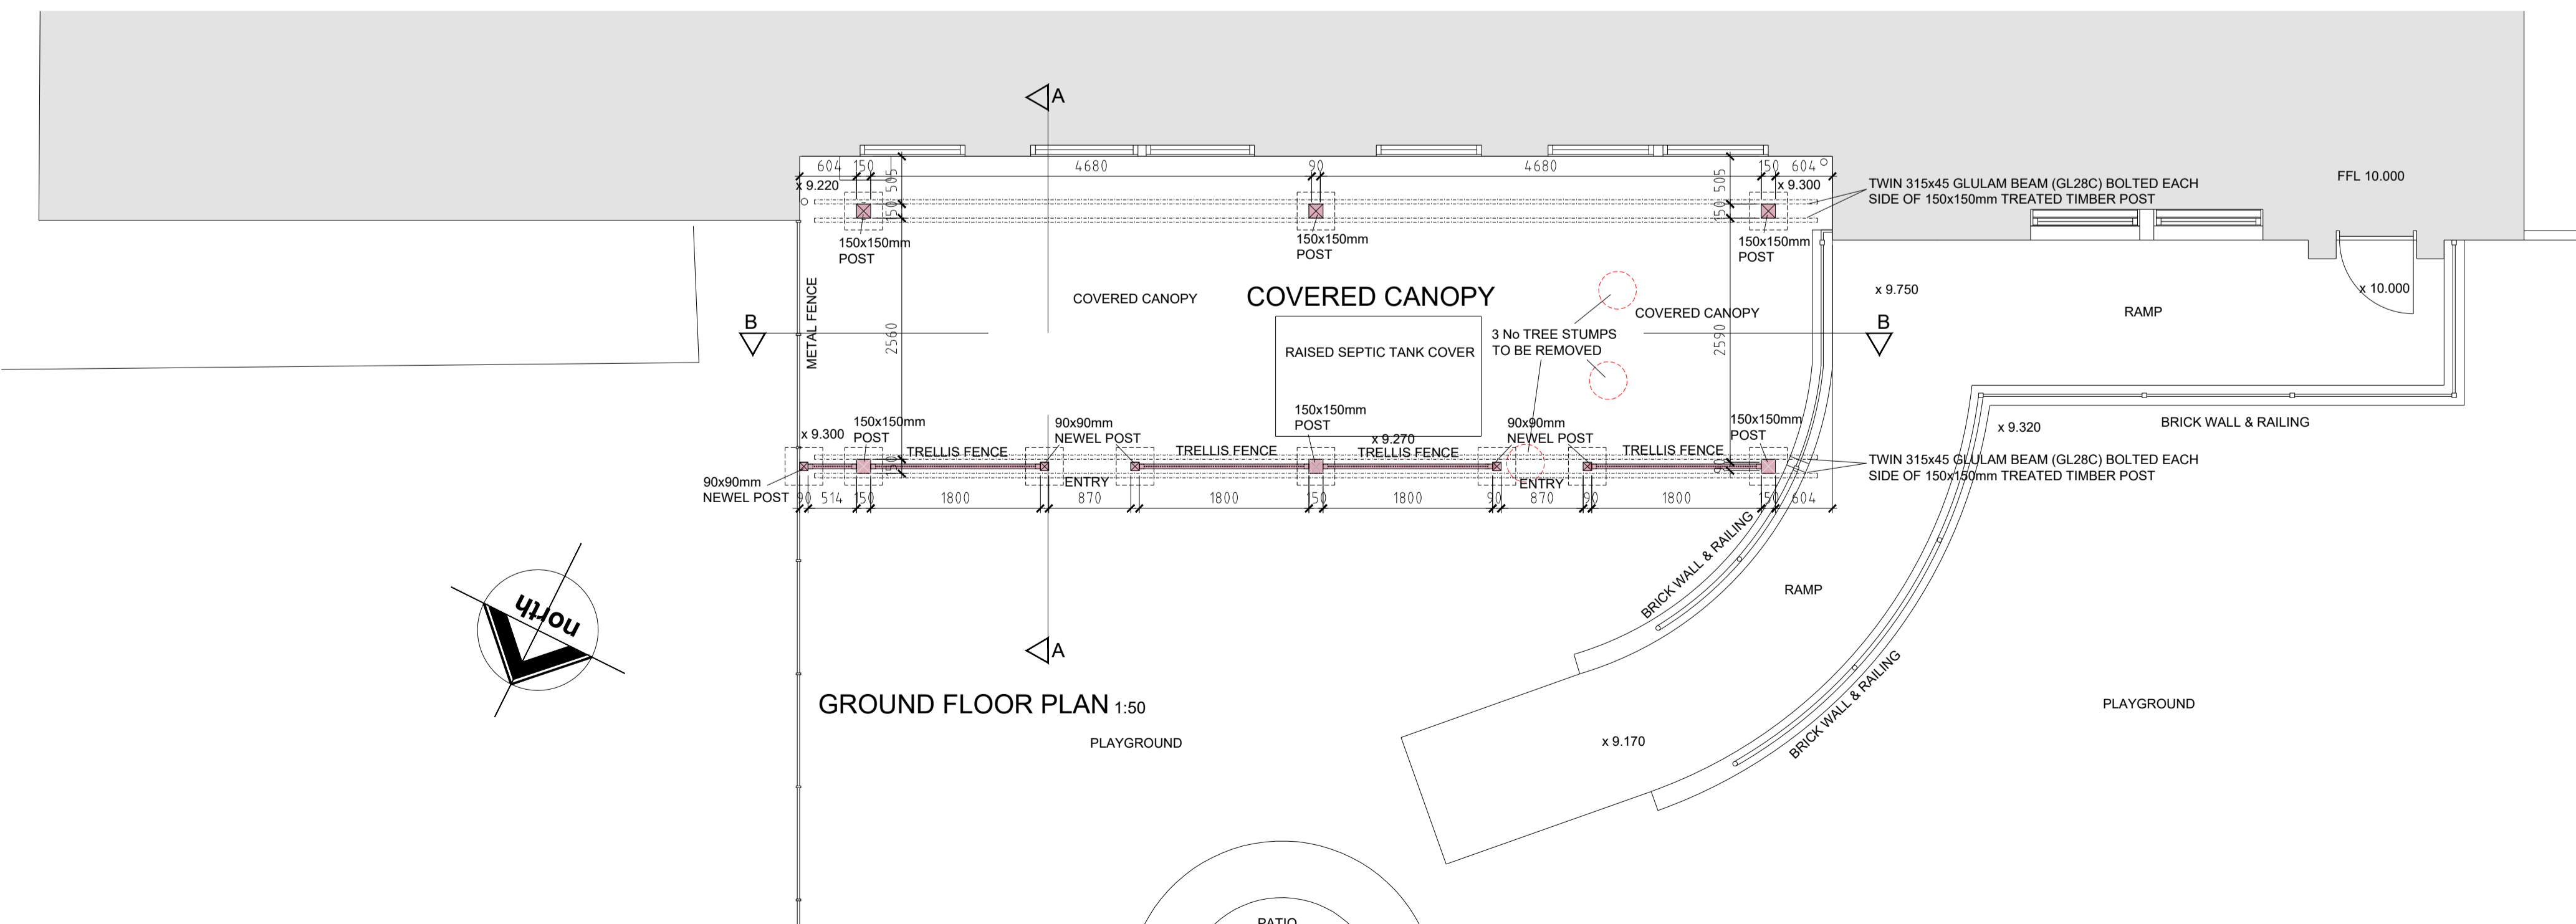 A
604 150 4680 90 4680 150 604
505
505
x 9.220
x 9.300
TWIN 315x45 GLULAM BEAM (GL28C) BOLTED EACH
SIDE OF 150x150mm TREATED TIMBER POST
FFL 10.000
150
150
150x150mm
POST
150x150mm
POST
150x150mm
POST
METAL FENCE
COVERED CANOPY
COVERED CANOPY
COVERED CANOPY
x 9.750
x 10.000
RAMP
B
B
2560
2590
3 No TREE STUMPS
TO BE REMOVED
RAISED SEPTIC TANK COVER
x 9.300
150x150mm
POST
90x90mm
NEWEL POST
150x150mm
POST
90x90mm
NEWEL POST
150x150mm
POST
x 9.320
BRICK WALL & RAILING
TRELLIS FENCE
TRELLIS FENCE
x 9.270
TRELLIS FENCE
TRELLIS FENCE
150
90
TWIN 315x45 GLULAM BEAM (GL28C) BOLTED EACH
SIDE OF 150x150mm TREATED TIMBER POST
90x90mm
NEWEL POST
ENTRY
ENTRY
90 514 150 1800 870 1800 150 1800 90 870 90 1800 150 604
BRICK WALL & RAILING
RAMP
north
A
BRICK WALL & RAILING
GROUND FLOOR PLAN 1:50
PLAYGROUND
PLAYGROUND
x 9.170
PATIO